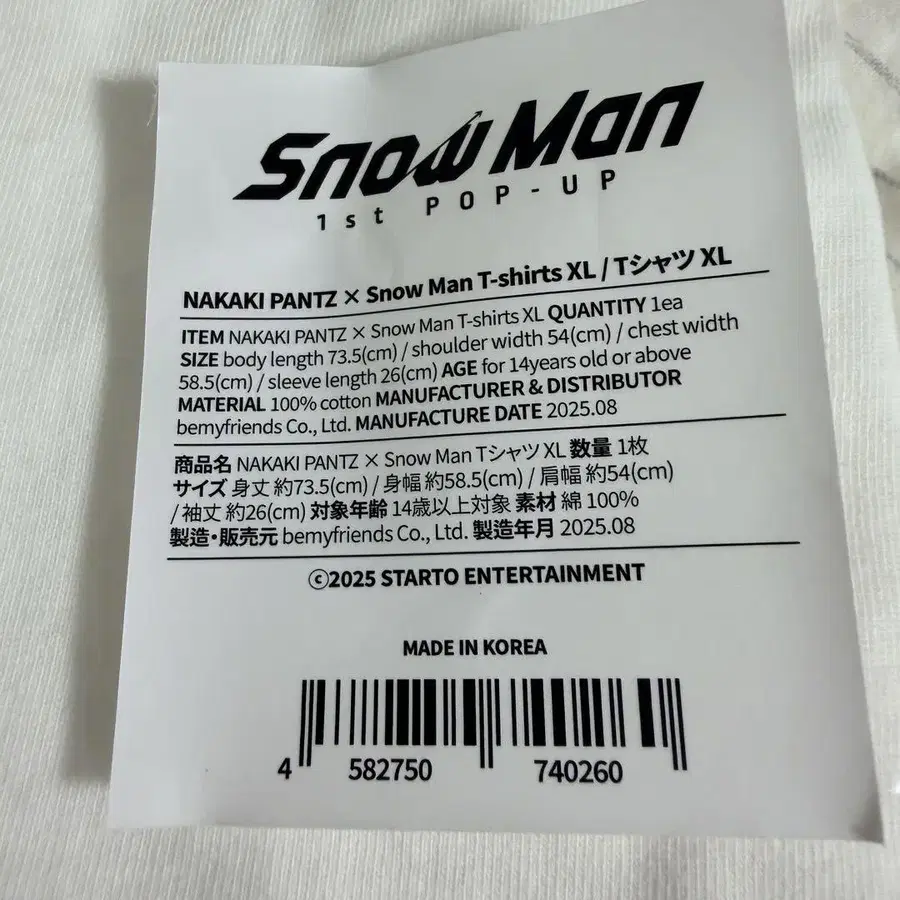 Snow Man
1st POP-UP
NAKAKI PANTZ × Snow Man T-shirts XL / Tシャツ XL
ITEM NAKAKI PANTZ × Snow Man T-shirts XL QUANTITY 1ea
SIZE body length 73.5(cm) / shoulder width 54(cm) / chest width
58.5(cm) / sleeve length 26(cm) AGE for 14years old or above
MATERIAL 100% cotton MANUFACTURER & DISTRIBUTOR
bemyfriends Co., Ltd. MANUFACTURE DATE 2025.08
商品名 NAKAKI PANTZ × Snow Man Tシャツ XL 数量 1枚
サイズ 身丈 約73.5(cm) / 身幅 約58.5(cm) / 肩幅 約54(cm)
/ 袖丈 約26(cm) 対象年齢 14歳以上対象 素材 綿 100%
製造・販売元 bemyfriends Co., Ltd. 製造年月 2025.08
©2025 STARTO ENTERTAINMENT
MADE IN KOREA
4 582750 740260